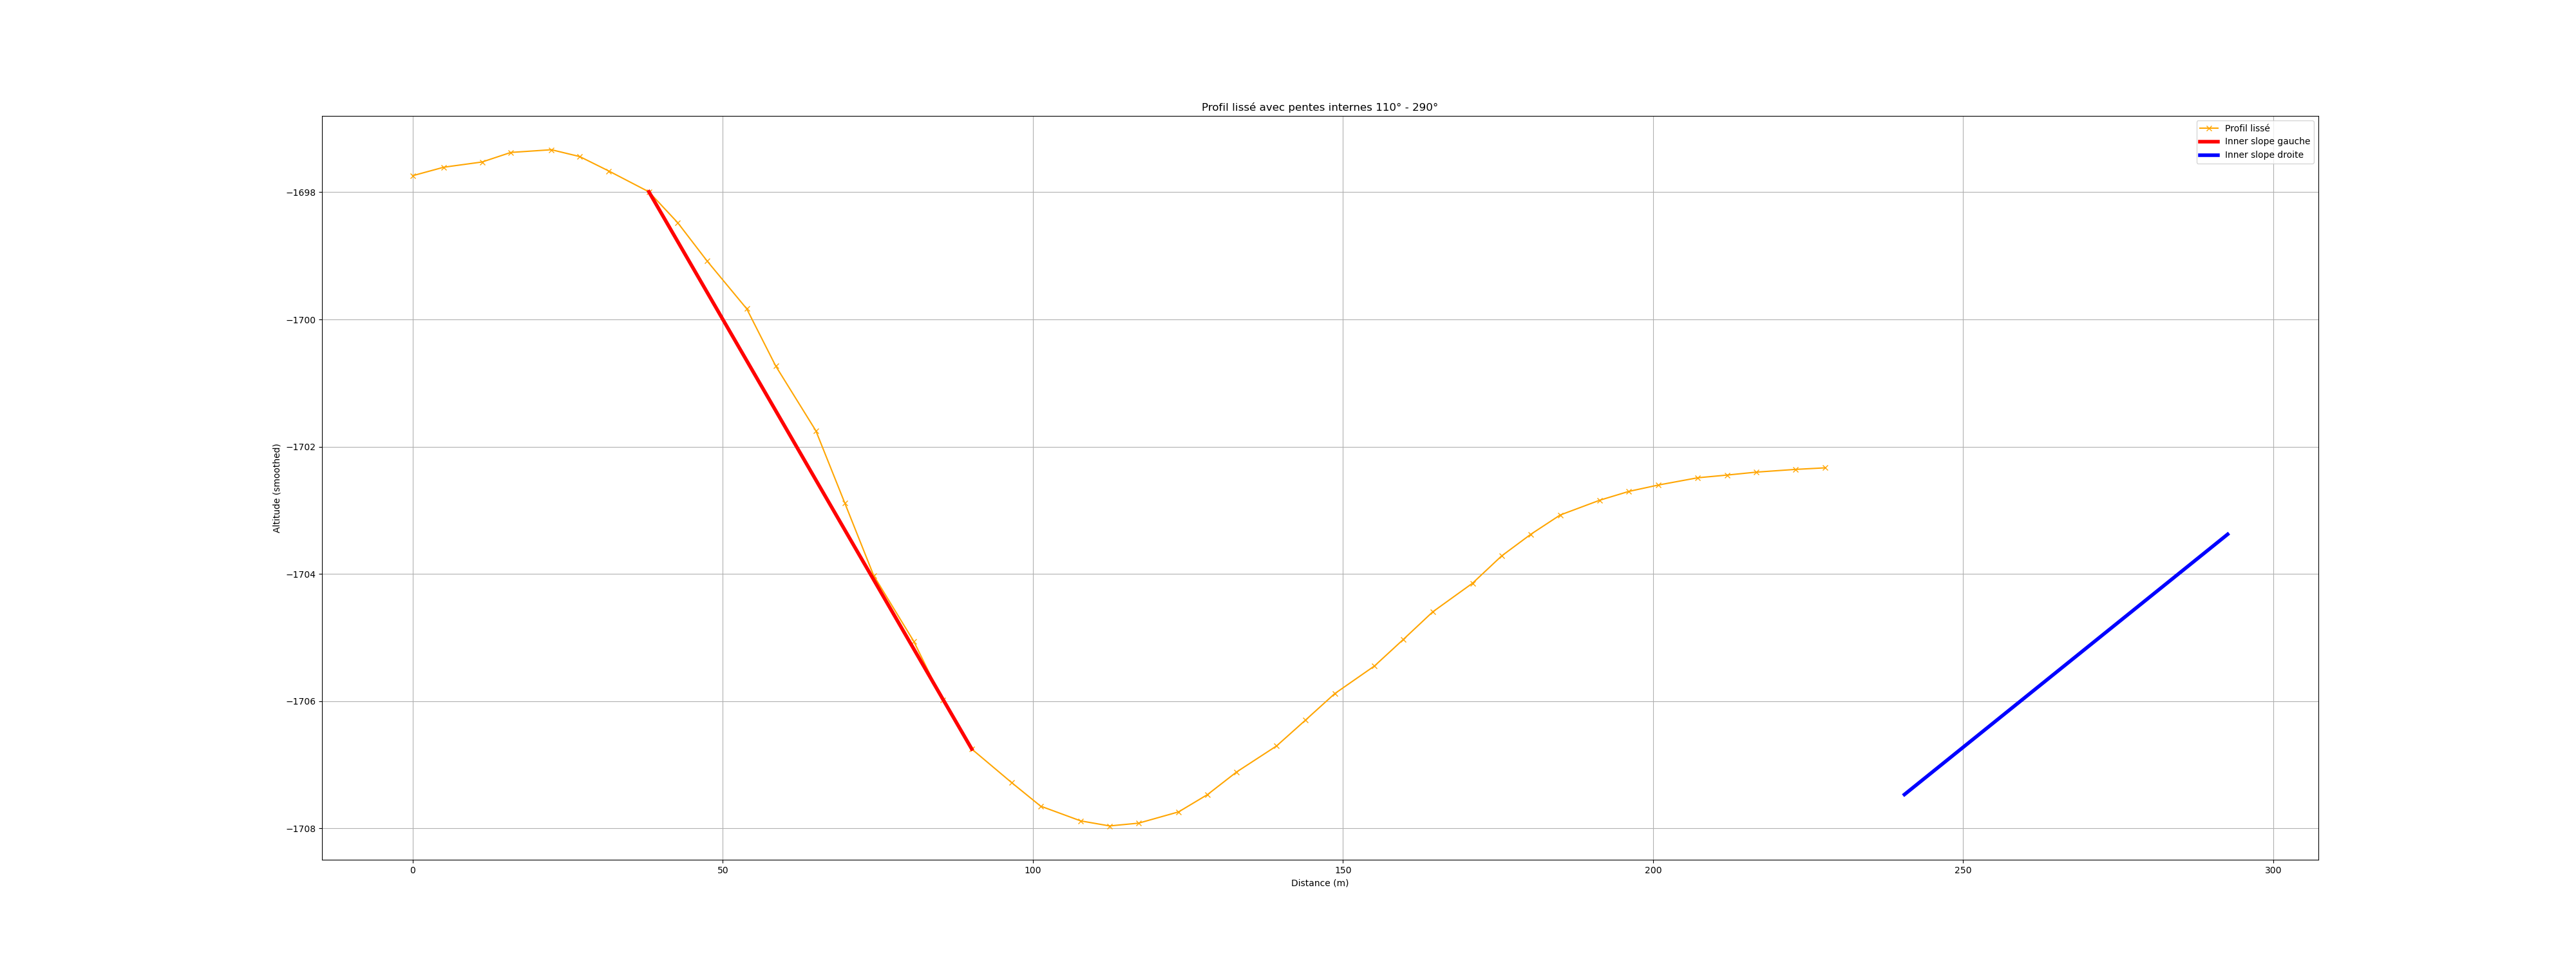 Profil lissé avec pentes internes 110° - 290°
Profil lissé
Inner slope gauche
Inner slope droite
−1698
−1700
−1702
−1704
−1706
−1708
Altitude (smoothed)
0 50 100 150 200 250 300
Distance (m)